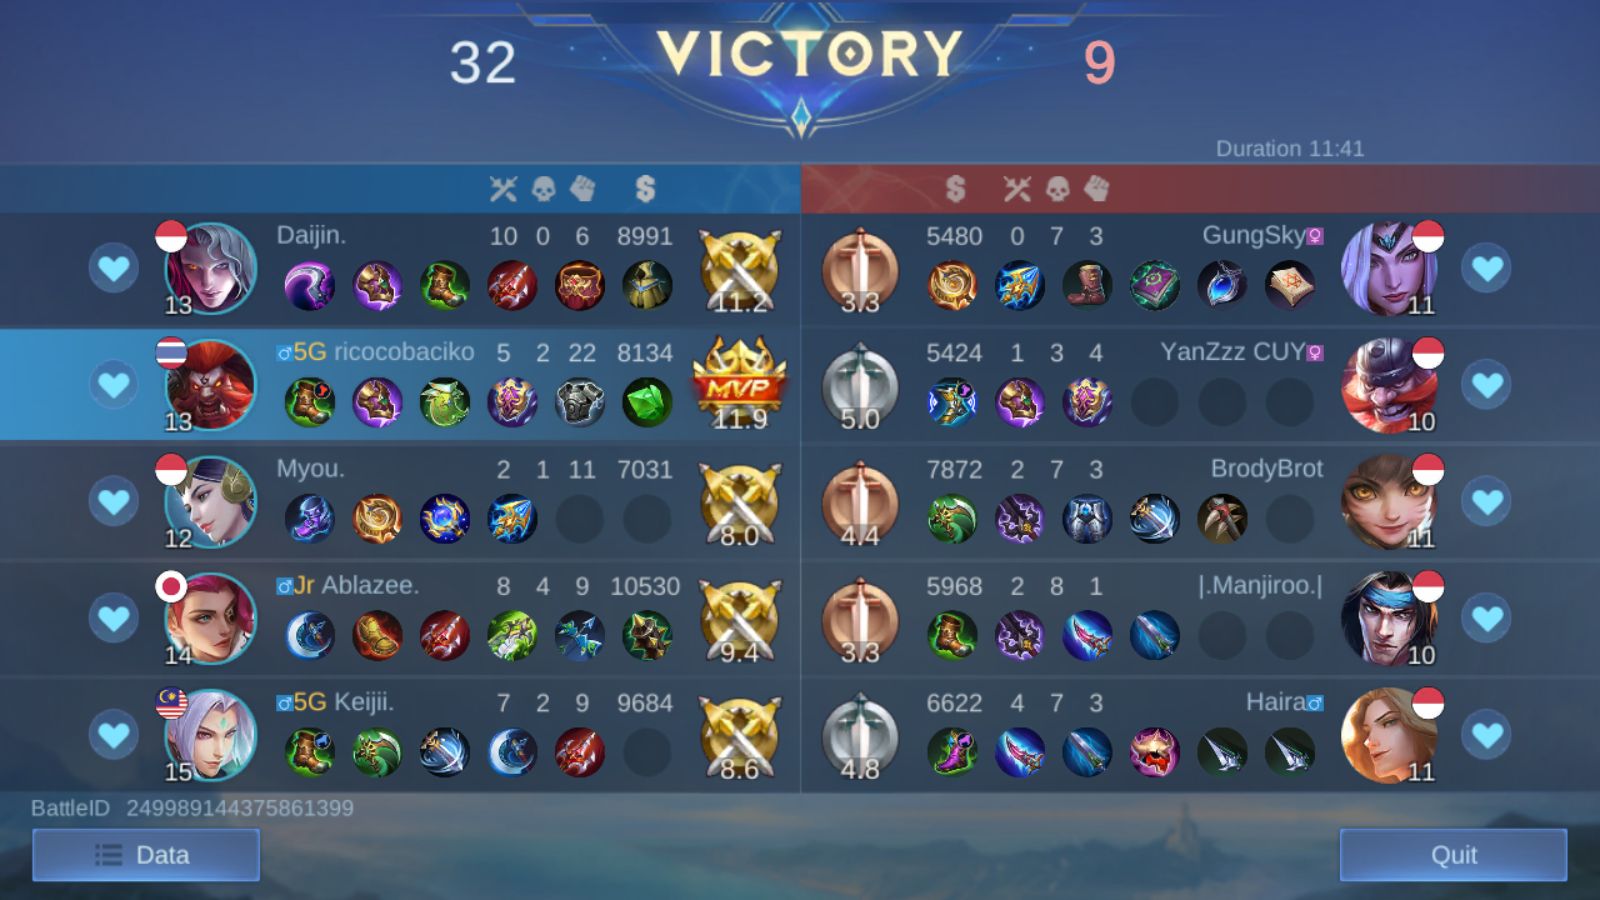 32 VICTORY 9
Duration 11:41
Daijin. 10 0 6 8991
13 11.2
5G ricocobaciko 5 2 22 8134
13 MVP 11.9
Myou. 2 1 11 7031
12 8.0
Jr Ablazee. 8 4 9 10530
14 9.4
5G Keijii. 7 2 9 9684
15 8.6
5480 0 7 3 GungSky
3.3 11
5424 1 3 4 YanZzz CUY
5.0 10
7872 2 7 3 BrodyBrot
4.4 11
5968 2 8 1 |.Manjiroo.|
3.3 10
6622 4 7 3 Haira
4.8 11
BattleID 249989144375861399
Data
Quit